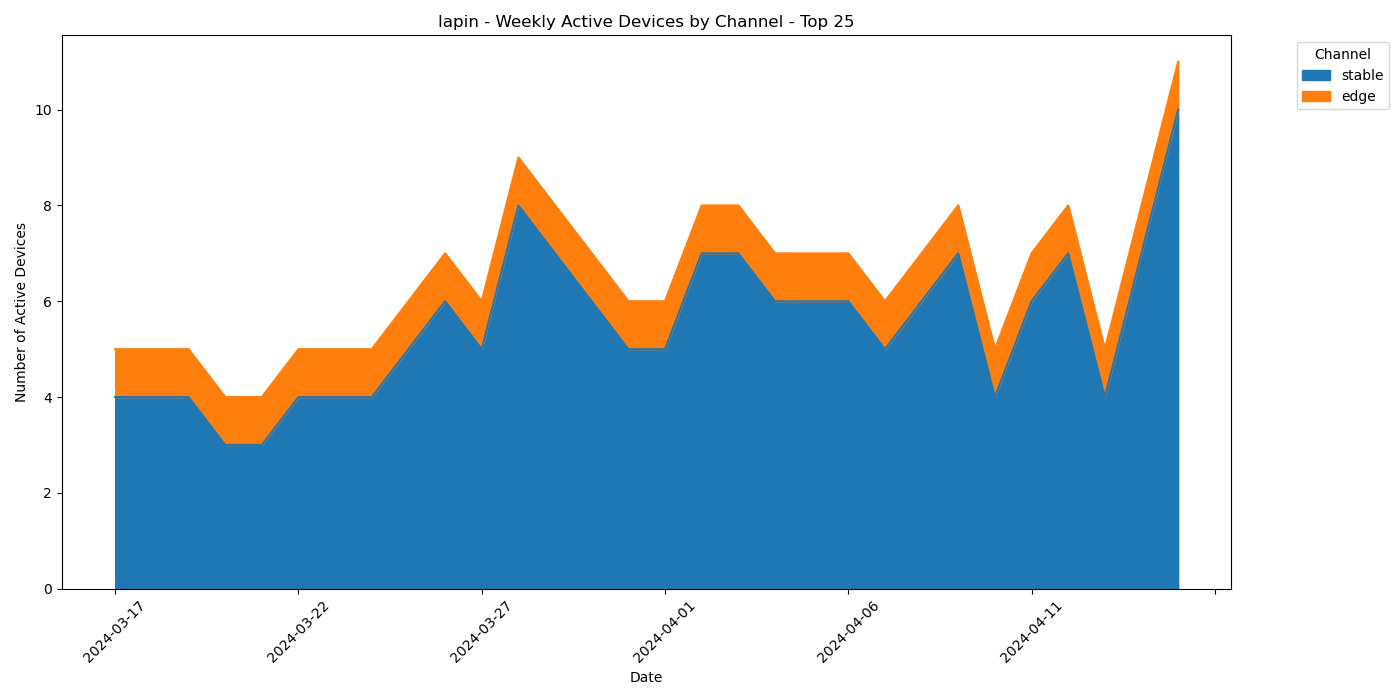 lapin - Weekly Active Devices by Channel - Top 25
Channel
stable
edge
Number of Active Devices
10
8
6
4
2
0
2024-03-17
2024-03-22
2024-03-27
2024-04-01
2024-04-06
2024-04-11
Date